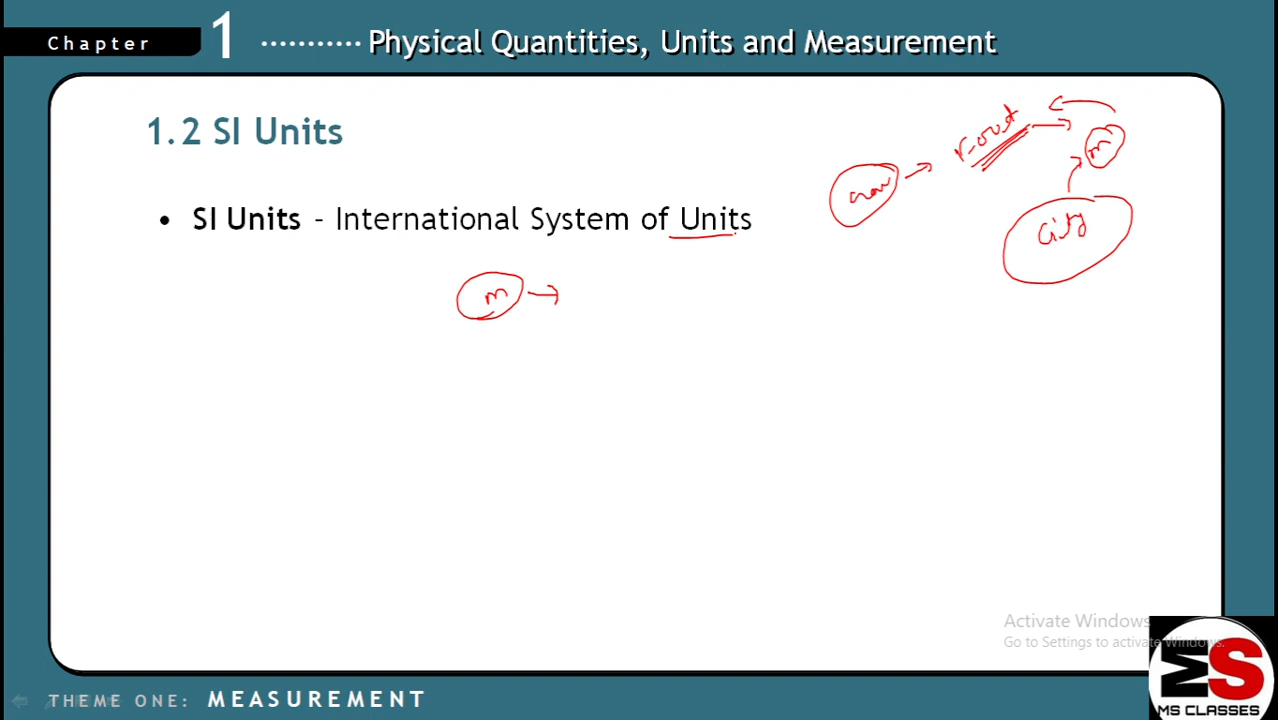 Chapter 1 ........... Physical Quantities, Units and Measurement
1.2 SI Units
• SI Units – International System of Units
m
City
m
Activate Windows
Go to Settings to activate Windows.
MS
MS CLASSES
THEME ONE: MEASUREMENT